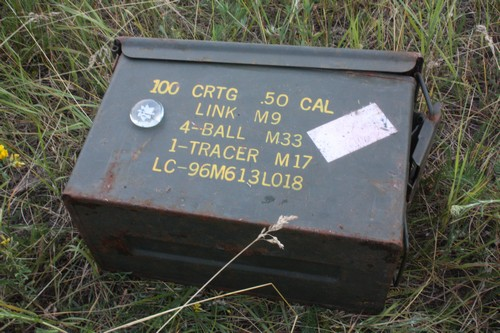 100 CRTG .50 CAL
LINK M9
4-BALL M33
1-TRACER M17
LC-96M613L018